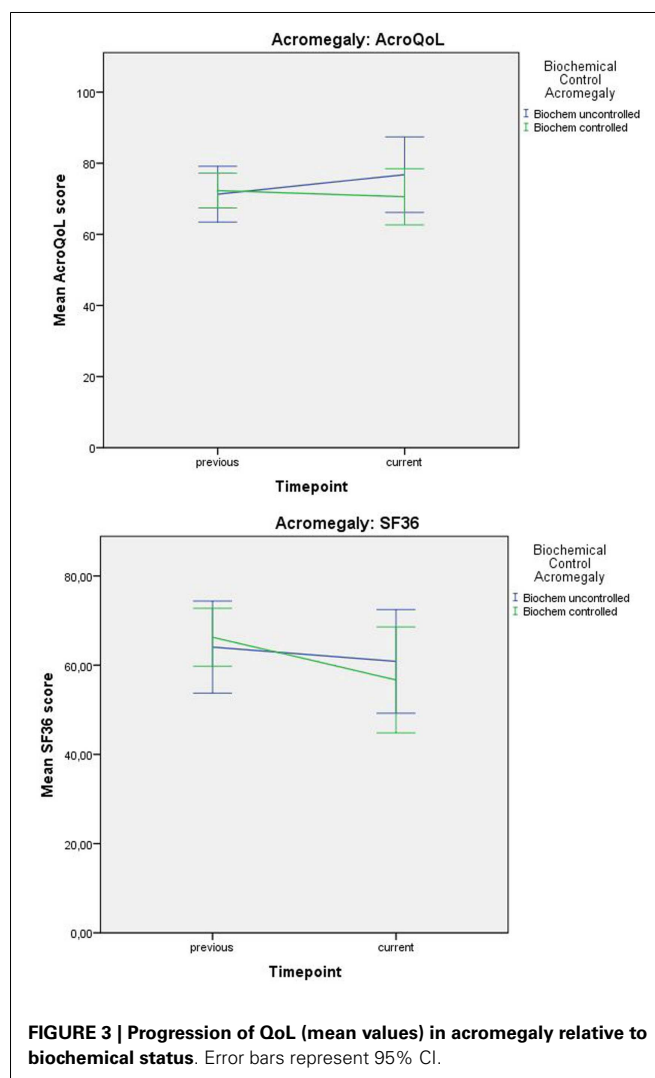 Acromegaly: AcroQoL
Biochemical
Control
Acromegaly
Biochem uncontrolled
Biochem controlled
100
80
60
40
20
0
Mean AcroQoL score
previous current
Timepoint
Acromegaly: SF36
Biochemical
Control
Acromegaly
Biochem uncontrolled
Biochem controlled
80,00
60,00
40,00
20,00
0,00
Mean SF36 score
previous current
Timepoint
FIGURE 3 | Progression of QoL (mean values) in acromegaly relative to
biochemical status. Error bars represent 95% CI.